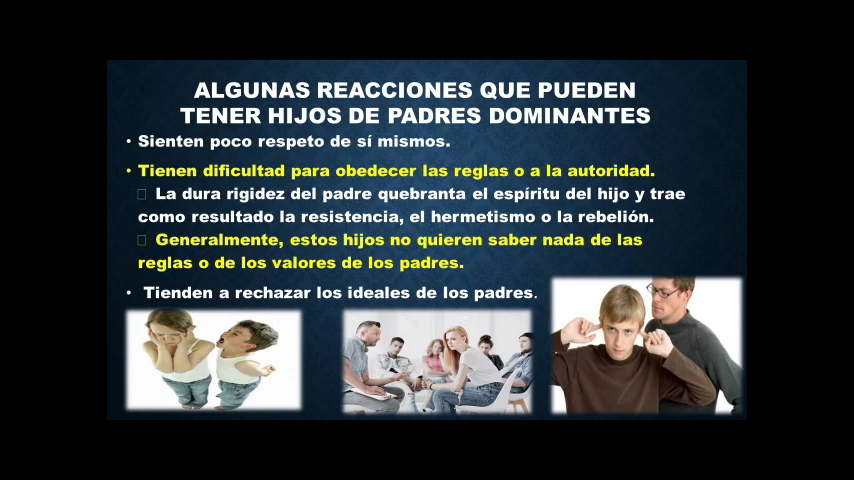 ALGUNAS REACCIONES QUE PUEDEN
TENER HIJOS DE PADRES DOMINANTES
• Sienten poco respeto de sí mismos.
• Tienen dificultad para obedecer las reglas o a la autoridad.
La dura rigidez del padre quebranta el espíritu del hijo y trae
como resultado la resistencia, el hermetismo o la rebelión.
Generalmente, estos hijos no quieren saber nada de las
reglas o de los valores de los padres.
• Tienden a rechazar los ideales de los padres.